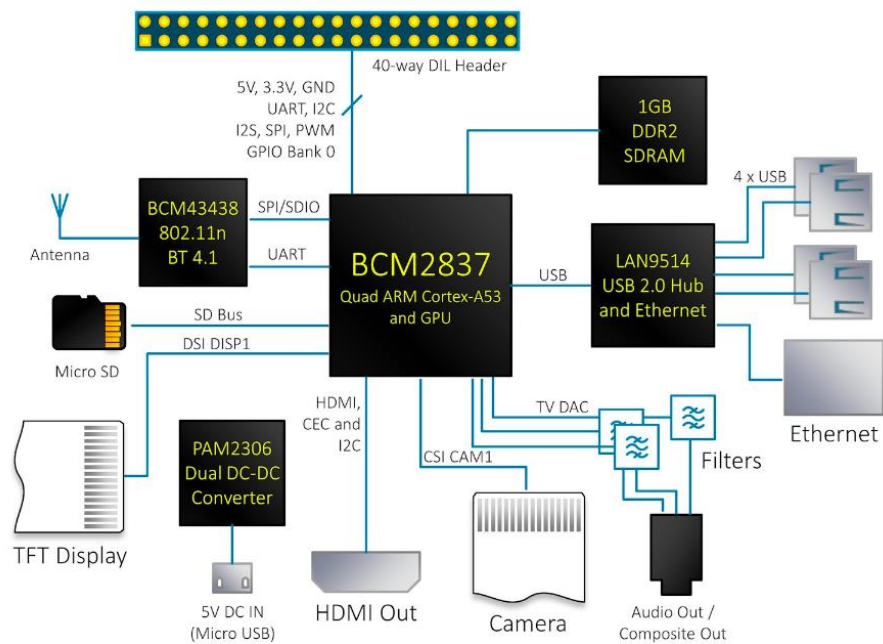 40-way DIL Header
5V, 3.3V, GND
UART, I2C
I2S, SPI, PWM
GPIO Bank 0
1GB
DDR2
SDRAM
4 x USB
BCM43438
802.11n
BT 4.1
SPI/SDIO
UART
Antenna
BCM2837
Quad ARM Cortex-A53
and GPU
USB
LAN9514
USB 2.0 Hub
and Ethernet
SD Bus
Micro SD
DSI DISP1
Ethernet
HDMI,
CEC and
I2C
TV DAC
Filters
CSI CAM1
PAM2306
Dual DC-DC
Converter
TFT Display
5V DC IN
(Micro USB)
HDMI Out
Camera
Audio Out /
Composite Out